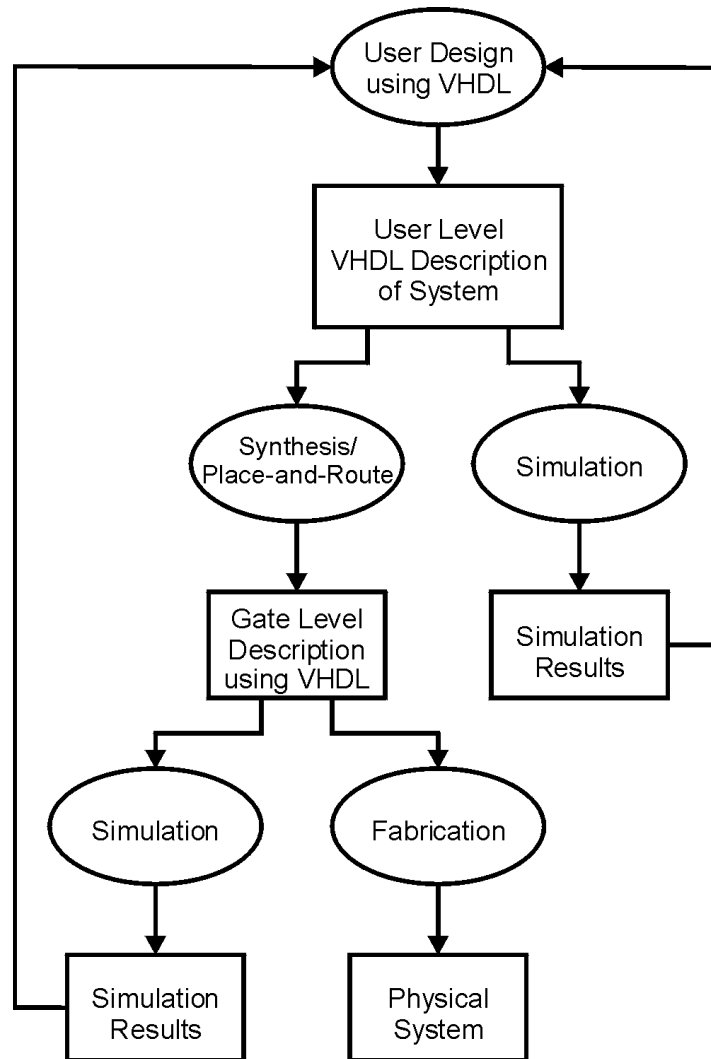 User Design
using VHDL
User Level
VHDL Description
of System
Synthesis/
Place-and-Route
Simulation
Gate Level
Description
using VHDL
Simulation
Results
Simulation
Fabrication
Simulation
Results
Physical
System